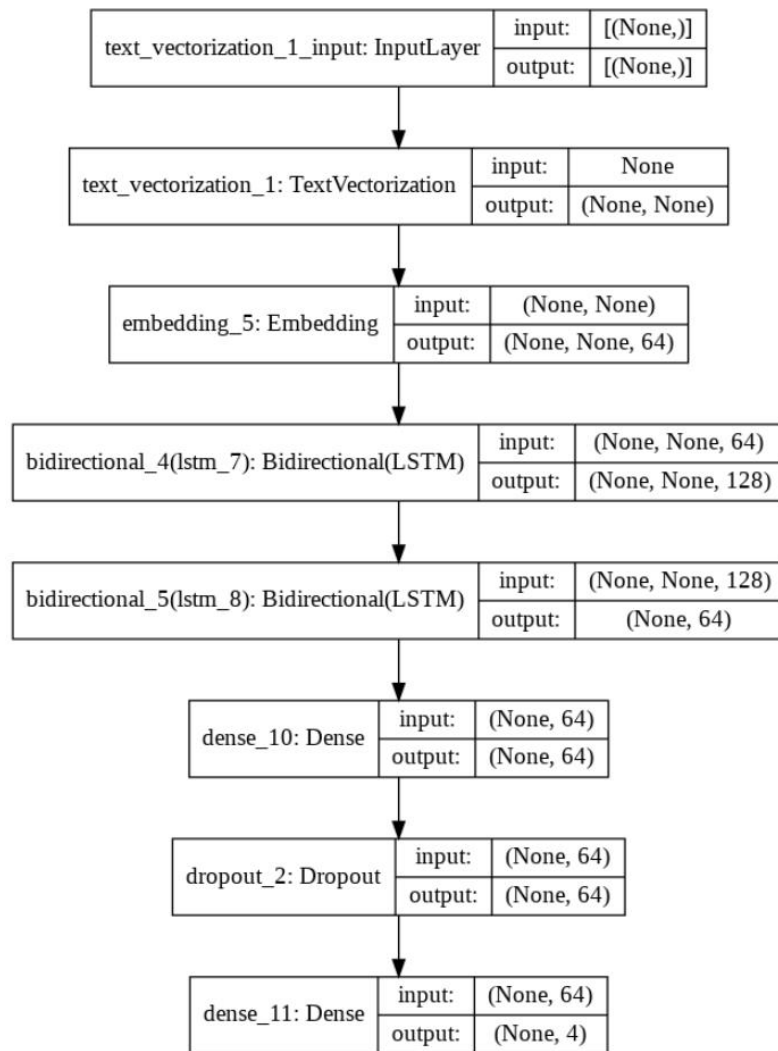 text_vectorization_1_input: InputLayer
input:
[(None,)]
output:
[(None,)]
text_vectorization_1: TextVectorization
input:
None
output:
(None, None)
embedding_5: Embedding
input:
(None, None)
output:
(None, None, 64)
bidirectional_4(lstm_7): Bidirectional(LSTM)
input:
(None, None, 64)
output:
(None, None, 128)
bidirectional_5(lstm_8): Bidirectional(LSTM)
input:
(None, None, 128)
output:
(None, 64)
dense_10: Dense
input:
(None, 64)
output:
(None, 64)
dropout_2: Dropout
input:
(None, 64)
output:
(None, 64)
dense_11: Dense
input:
(None, 64)
output:
(None, 4)